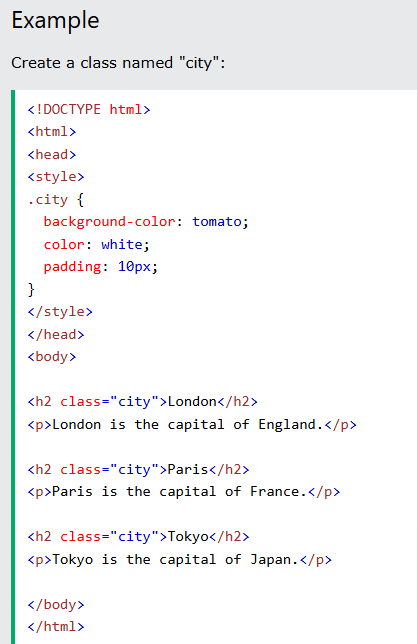 Example
Create a class named "city":
<!DOCTYPE html>
<html>
<head>
<style>
.city {
  background-color: tomato;
  color: white;
  padding: 10px;
}
</style>
</head>
<body>
<h2 class="city">London</h2>
<p>London is the capital of England.</p>
<h2 class="city">Paris</h2>
<p>Paris is the capital of France.</p>
<h2 class="city">Tokyo</h2>
<p>Tokyo is the capital of Japan.</p>
</body>
</html>